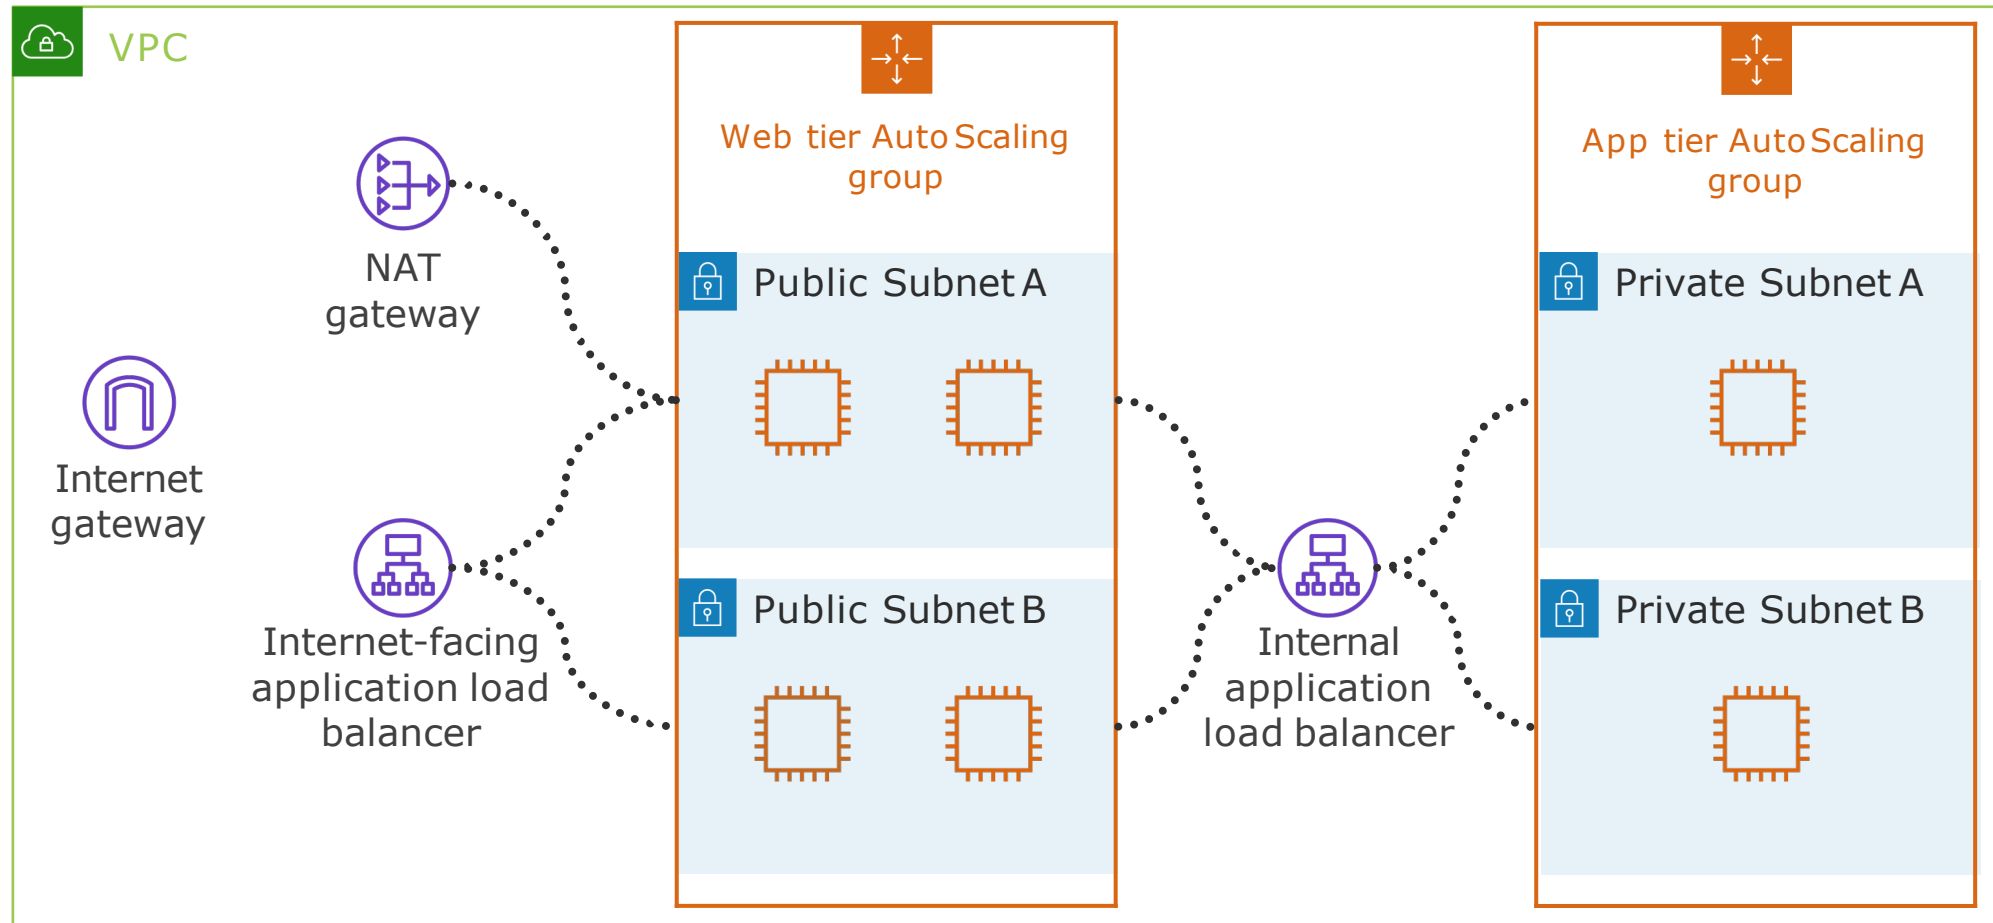 VPC
Web tier Auto Scaling
group
App tier Auto Scaling
group
NAT
gateway
Public Subnet A
Private Subnet A
Internet
gateway
Public Subnet B
Private Subnet B
Internet-facing
application load
balancer
Internal
application
load balancer